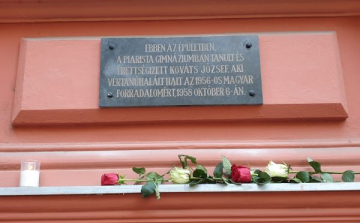 EBBEN AZ ÉPÜLETBEN,
A PIARISTA GIMNÁZIUMBAN TANULT ÉS
ÉRETTSÉGIZETT KOVÁTS JÓZSEF, AKI
VÉRTANÚHALÁLT HALT AZ 1956-OS MAGYAR
FORRADALOMÉRT, 1958 OKTÓBER 6-ÁN.